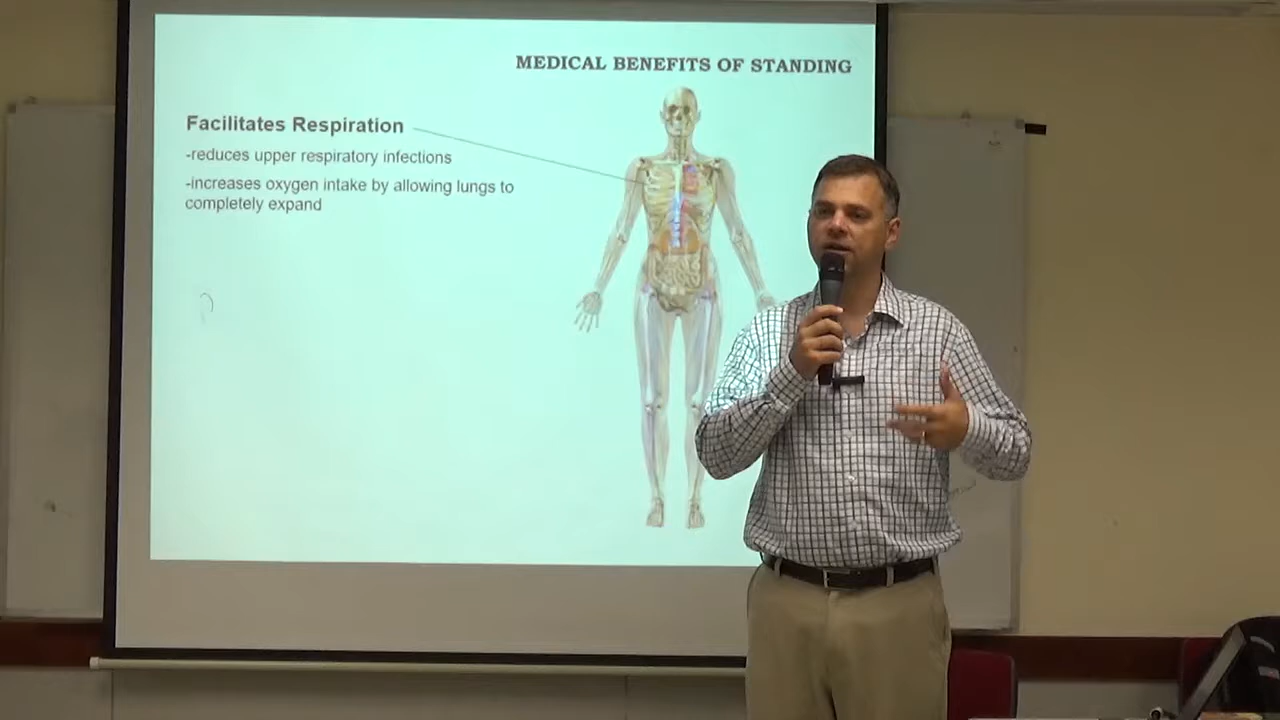 MEDICAL BENEFITS OF STANDING
Facilitates Respiration
-reduces upper respiratory infections
-increases oxygen intake by allowing lungs to
completely expand